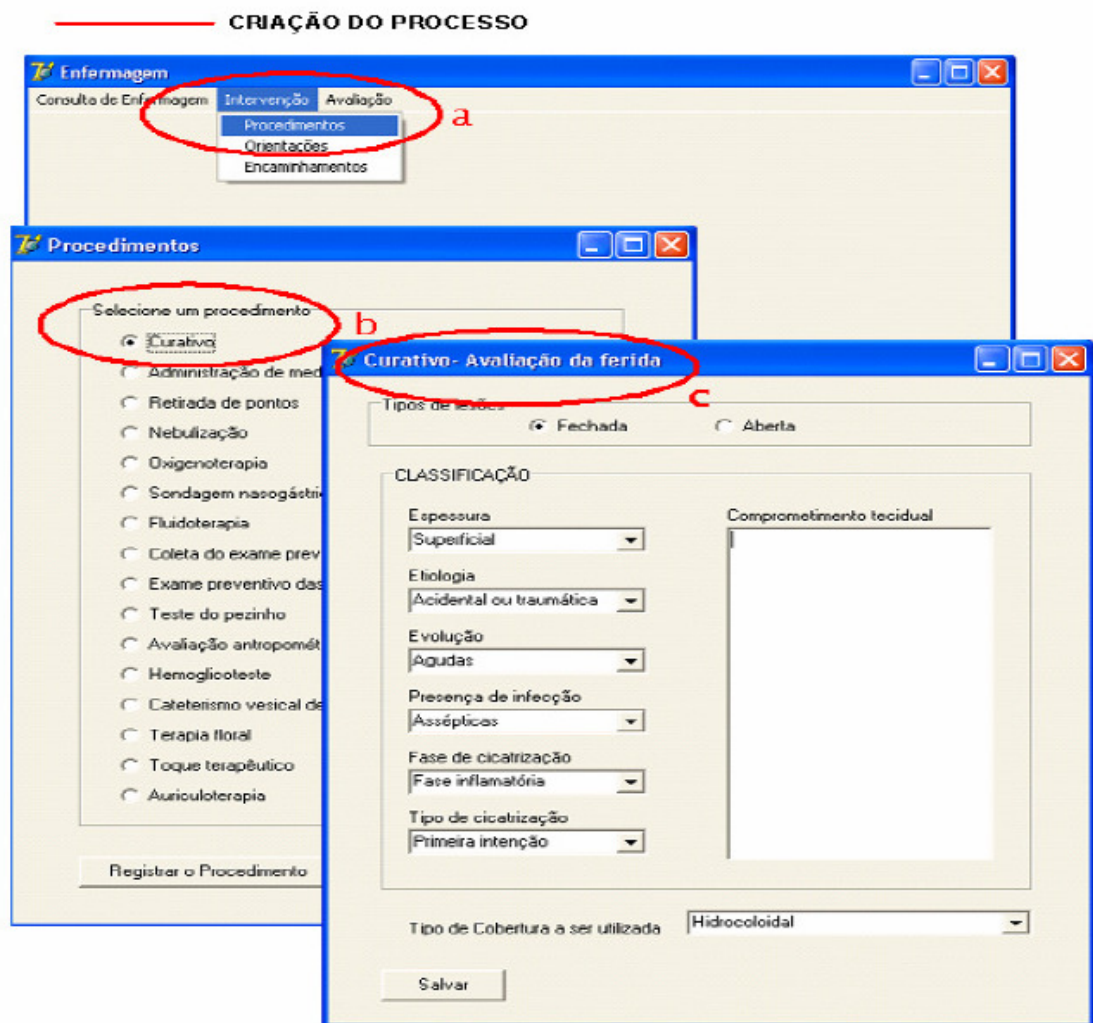 CRIAÇÃO DO PROCESSO
Enfermagem
Consulta de Enfermagem Intervenção Avaliação
a
Procedimentos
Orientações
Encaminhamentos
Procedimentos
Selecione um procedimento
b
Curativo
Administração de med
Retirada de pontos
Nebulização
Oxigenoterapia
Sondagem nasogástri
Fluidoterapia
Coleta do exame prev
Exame preventivo das
Teste do pezinho
Avaliação antropomét
Hemoglicoteste
Cateterismo vesical de
Terapia floral
Toque terapêutico
Auriculoterapia
Registrar o Procedimento
Curativo- Avaliação da ferida
c
Tipos de lesões
Fechada Aberta
CLASSIFICAÇÃO
Espessura
Superficial
Etiologia
Acidental ou traumática
Evolução
Agudas
Presença de infecção
Assépticas
Fase de cicatrização
Fase inflamatória
Tipo de cicatrização
Primeira intenção
Comprometimento tecidual
Tipo de Cobertura a ser utilizada Hidrocoloidal
Salvar